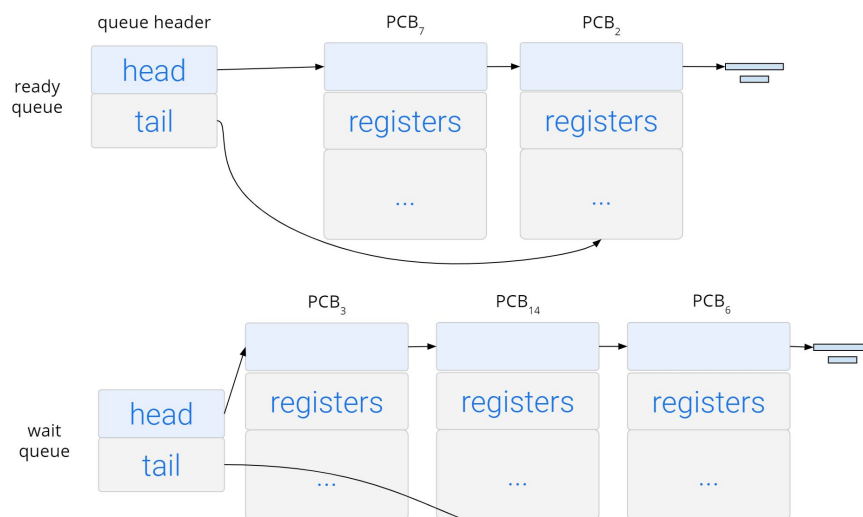 queue header
PCB₇
PCB₂
ready
queue
head
tail
registers
registers
...
...
PCB₃
PCB₁₄
PCB₆
wait
queue
head
tail
registers
registers
registers
...
...
...